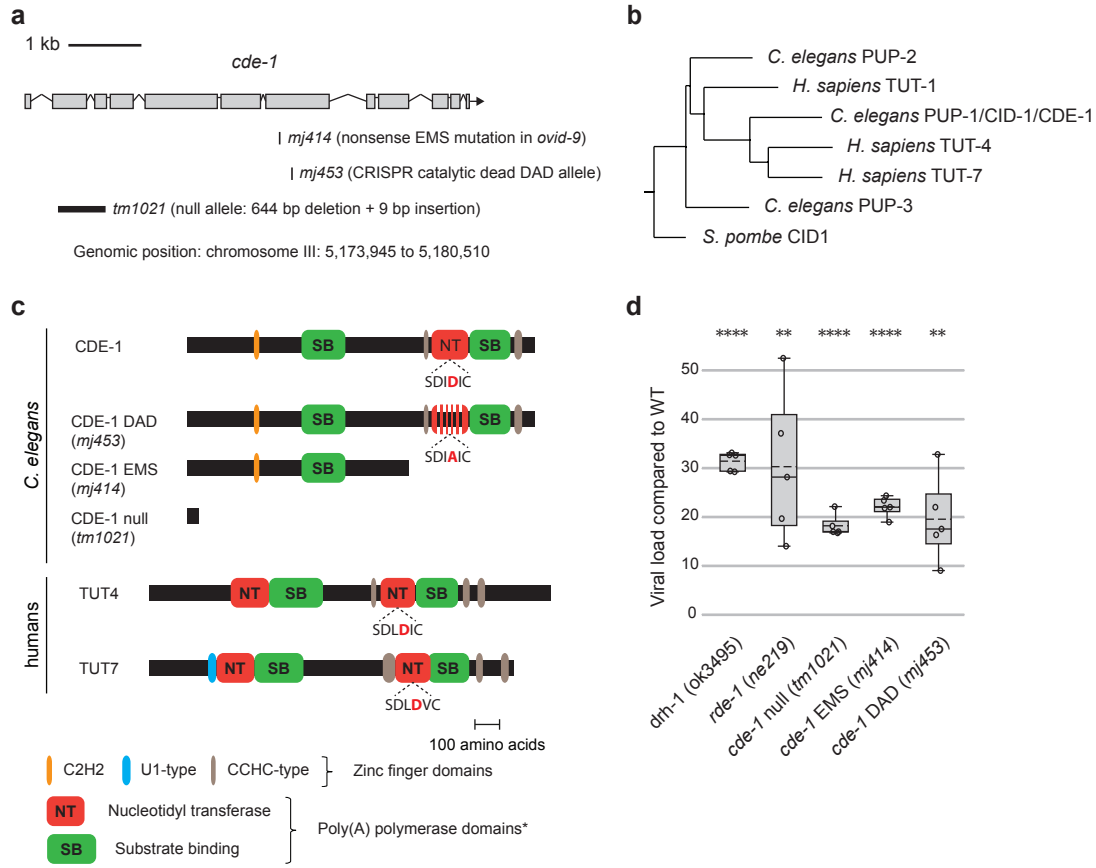 a
1 kb
cde-1
mj414 (nonsense EMS mutation in ovid-9)
mj453 (CRISPR catalytic dead DAD allele)
tm1021 (null allele: 644 bp deletion + 9 bp insertion)
Genomic position: chromosome III: 5,173,945 to 5,180,510
b
C. elegans PUP-2
H. sapiens TUT-1
C. elegans PUP-1/CID-1/CDE-1
H. sapiens TUT-4
H. sapiens TUT-7
C. elegans PUP-3
S. pombe CID1
c
C. elegans
CDE-1
SB
NT
SB
SDIDIC
CDE-1 DAD
(mj453)
SB
SB
SDIAIC
CDE-1 EMS
(mj414)
SB
CDE-1 null
(tm1021)
humans
TUT4
NT
SB
NT
SB
SDLDIC
TUT7
NT
SB
NT
SB
SDLDVC
100 amino acids
C2H2
U1-type
CCHC-type
Zinc finger domains
NT
Nucleotidyl transferase
SB
Substrate binding
Poly(A) polymerase domains*
d
**** ** **** **** **
Viral load compared to WT
50
40
30
20
10
0
drh-1 (ok3495)
rde-1 (ne219)
cde-1 null (tm1021)
cde-1 EMS (mj414)
cde-1 DAD (mj453)